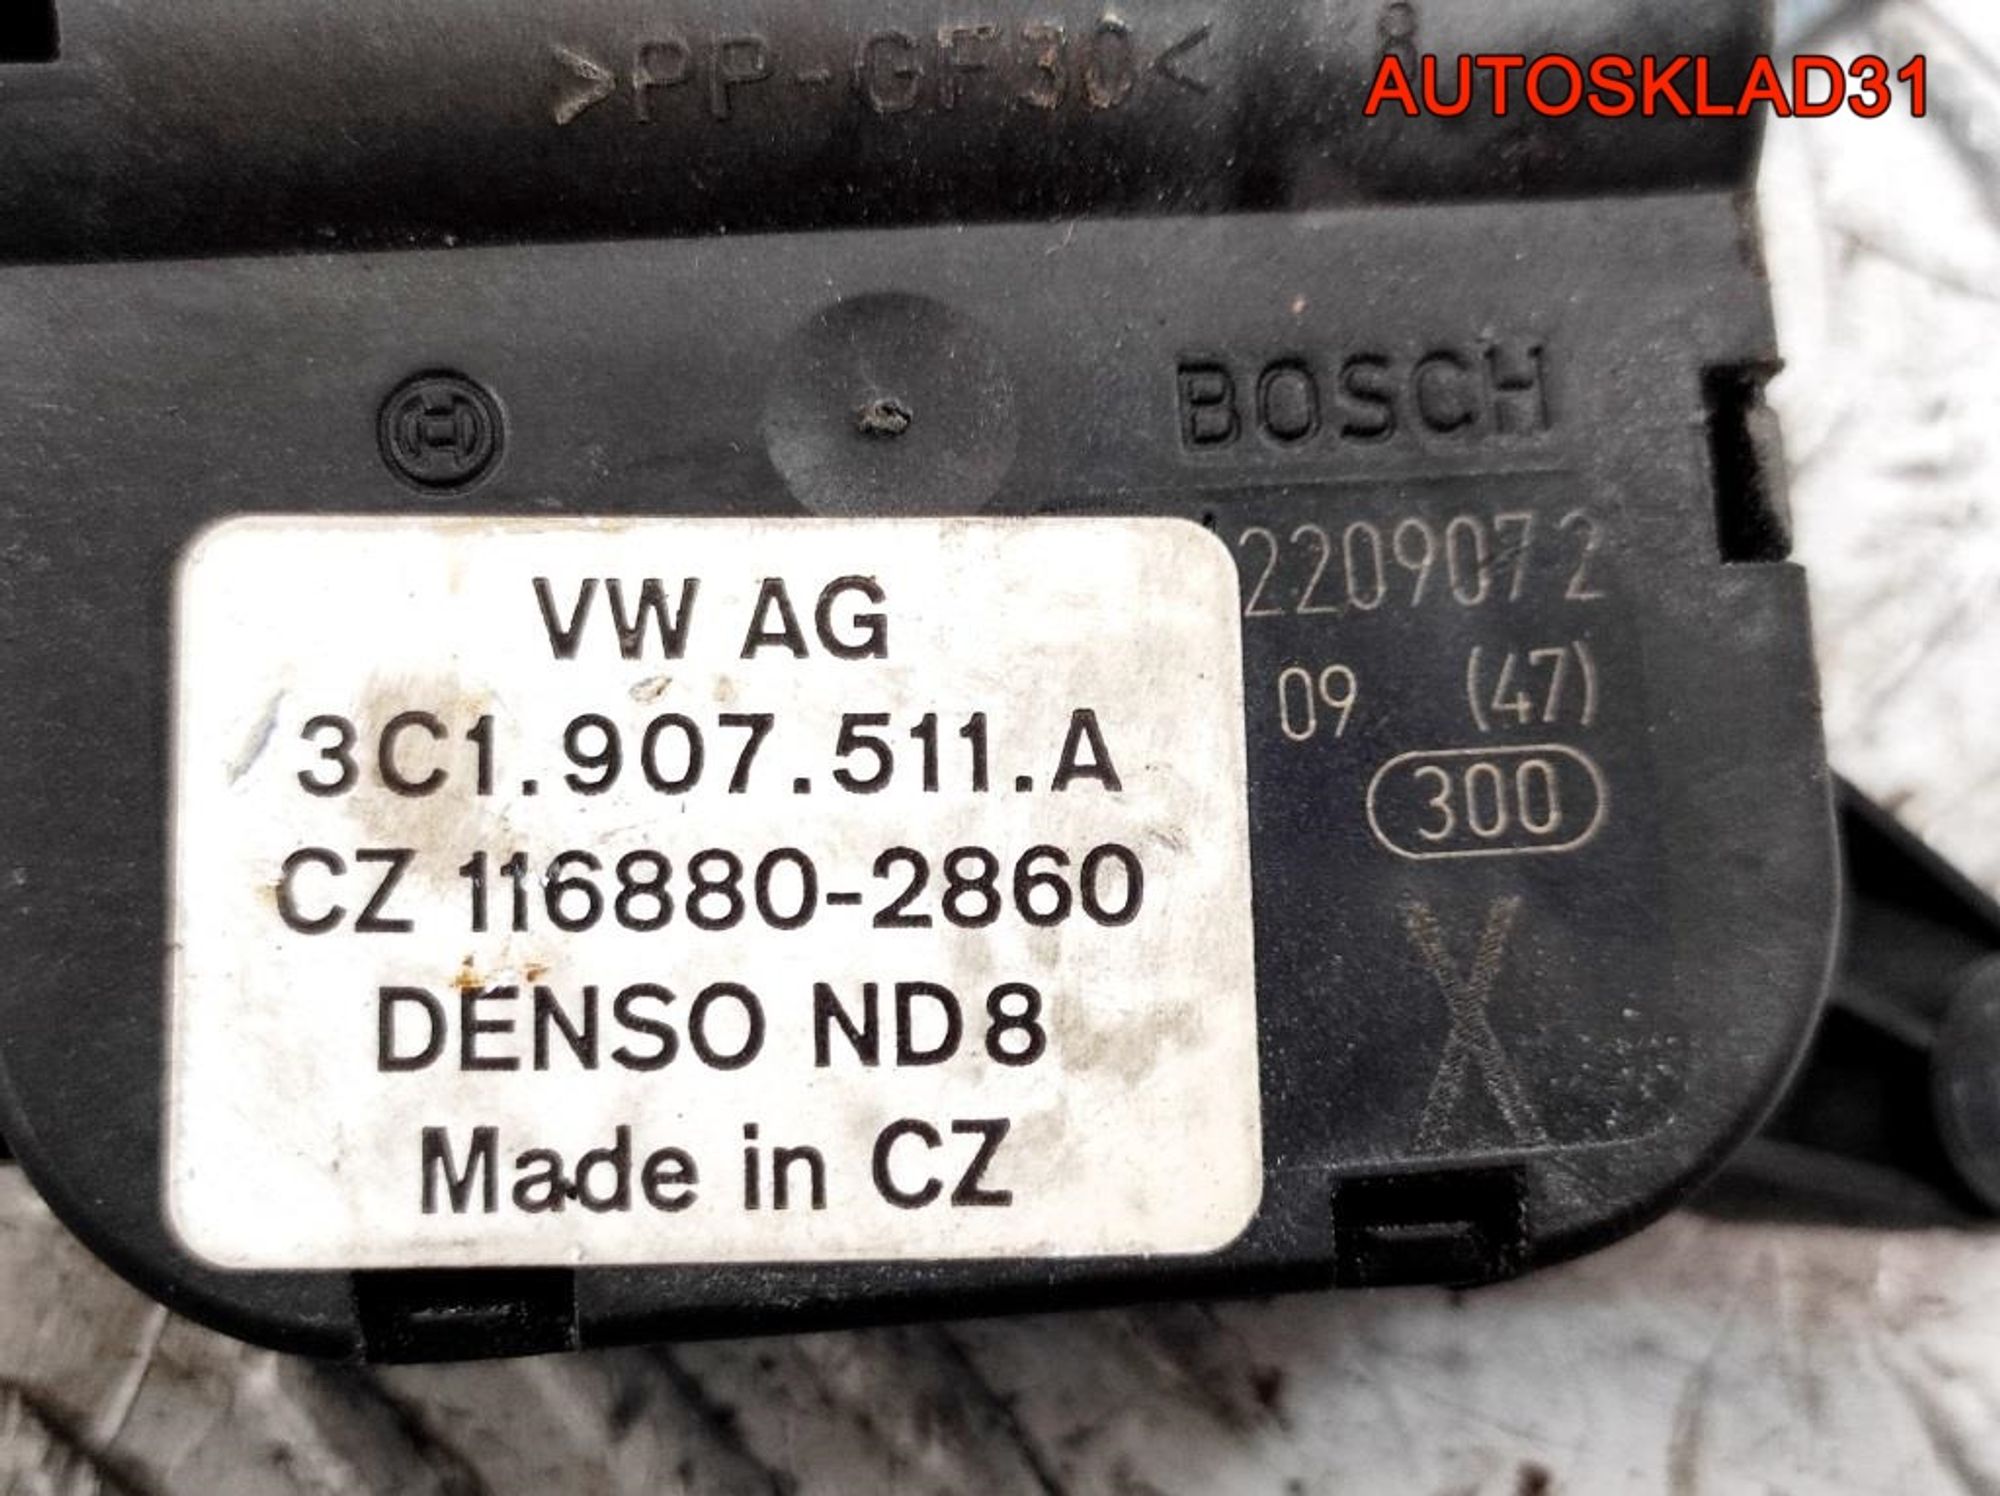 >PP-GF30<
8
AUTOSKLAD31
BOSCH
2209072
09 (47)
300
X
VW AG
3C1.907.511.A
CZ 116880-2860
DENSO ND8
Made in CZ